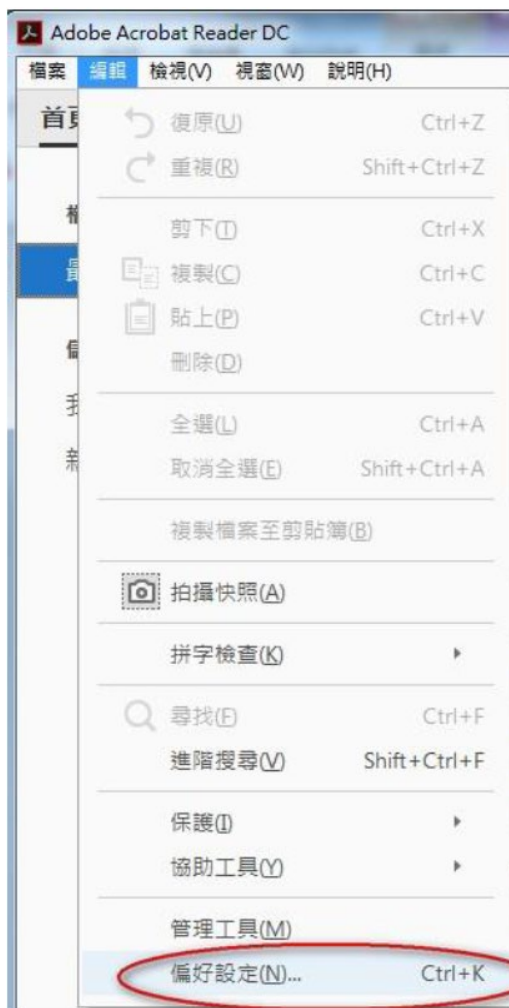 Adobe Acrobat Reader DC
檔案 編輯 檢視(V) 視窗(W) 說明(H)
首
復原(U) Ctrl+Z
重複(R) Shift+Ctrl+Z
剪下(T) Ctrl+X
複製(C) Ctrl+C
貼上(P) Ctrl+V
刪除(D)
全選(L) Ctrl+A
取消全選(E) Shift+Ctrl+A
複製檔案至剪貼簿(B)
拍攝快照(A)
拼字檢查(K)
尋找(F) Ctrl+F
進階搜尋(V) Shift+Ctrl+F
保護(I)
協助工具(Y)
管理工具(M)
偏好設定(N)... Ctrl+K